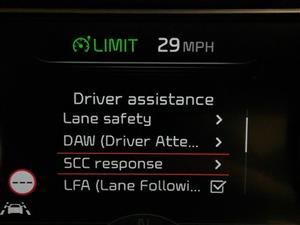 LIMIT 29 MPH
Driver assistance
Lane safety
DAW (Driver Atte...
SCC response
LFA (Lane Followi...